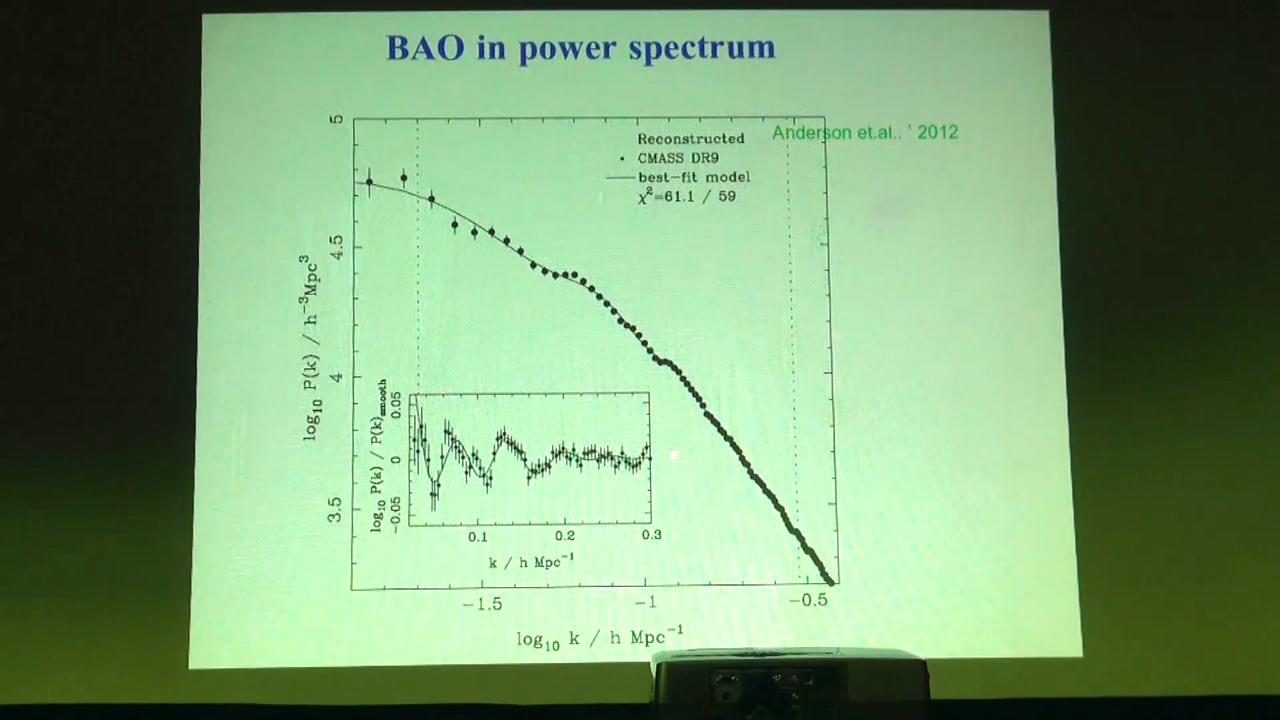 BAO in power spectrum
Anderson et.al.. ' 2012
Reconstructed
CMASS DR9
best-fit model
χ²=61.1 / 59
log₁₀ P(k) / h⁻³Mpc³
5
4.5
4
3.5
−1.5
−1
−0.5
log₁₀ k / h Mpc⁻¹
log₁₀ P(k) / P(k)smooth
0.05
0
−0.05
0.1
0.2
0.3
k / h Mpc⁻¹